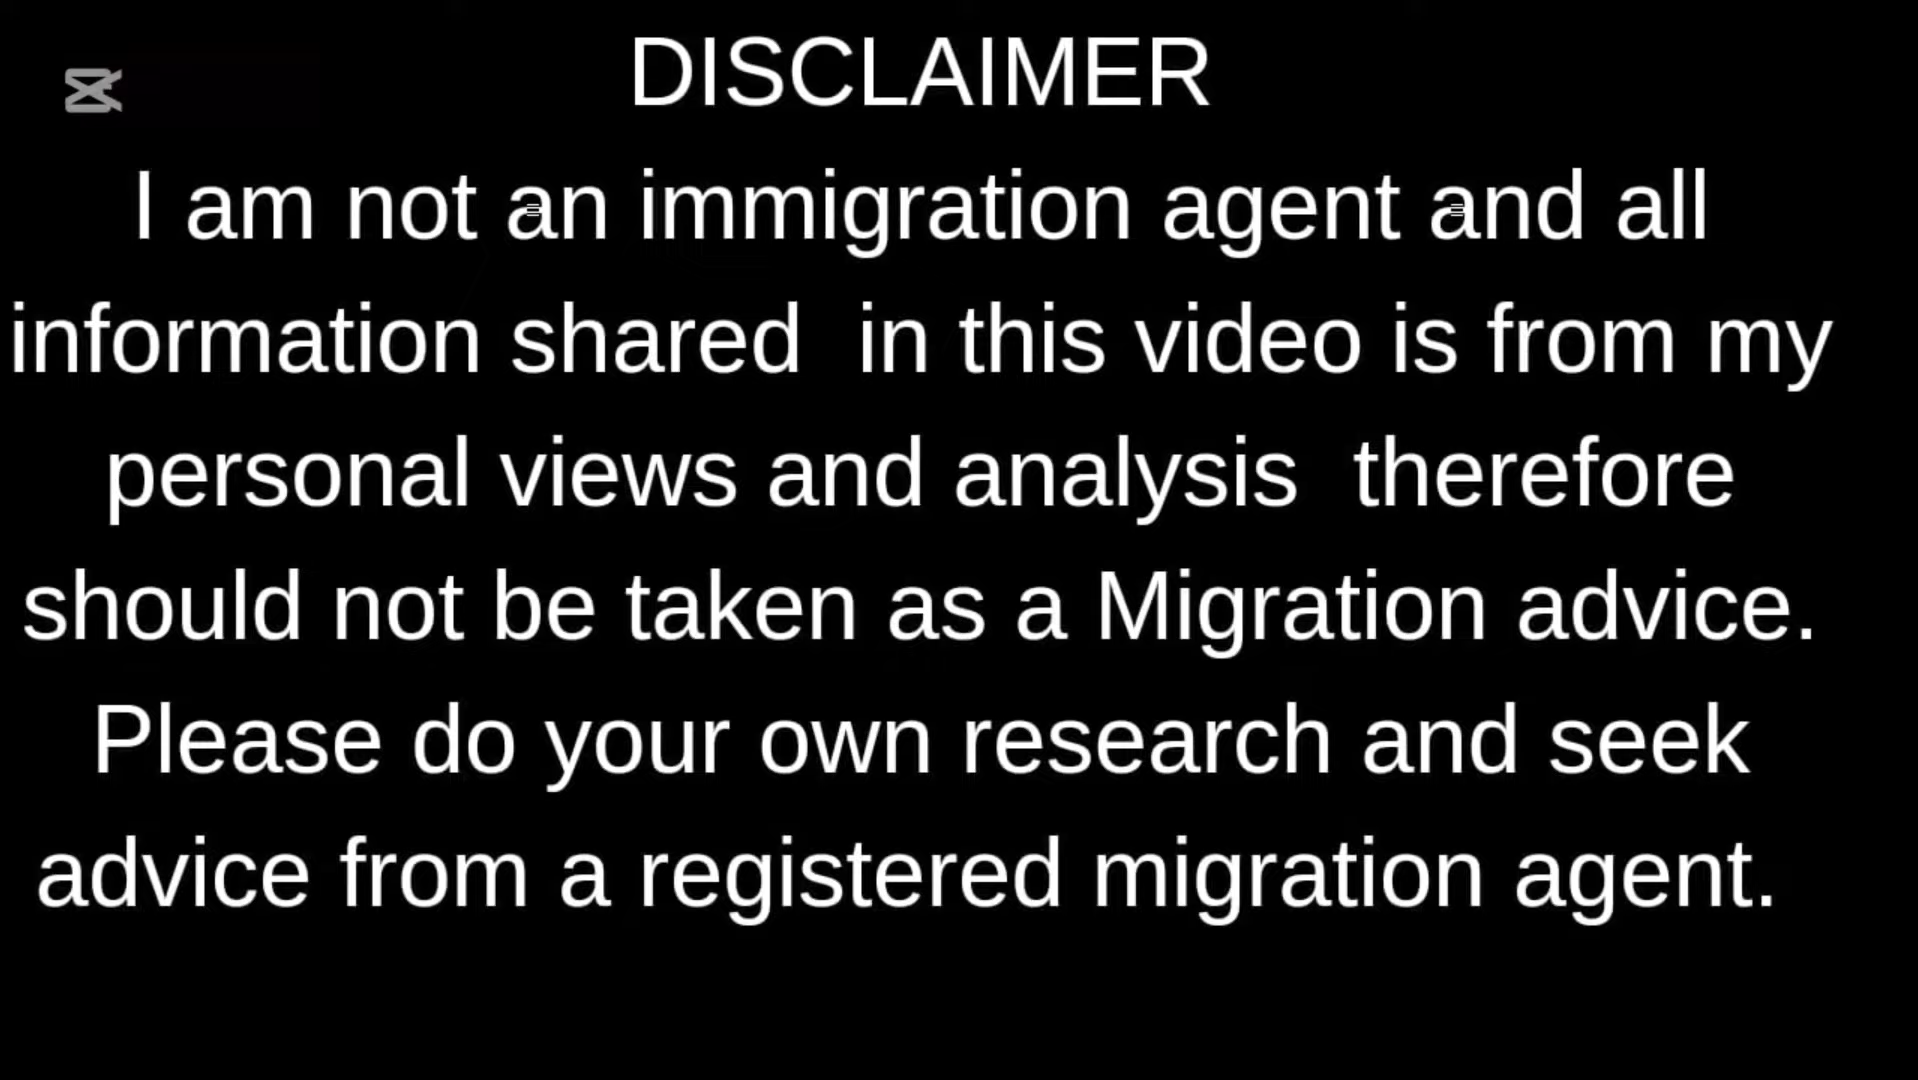 DISCLAIMER
I am not an immigration agent and all
information shared  in this video is from my
personal views and analysis  therefore
should not be taken as a Migration advice.
Please do your own research and seek
advice from a registered migration agent.